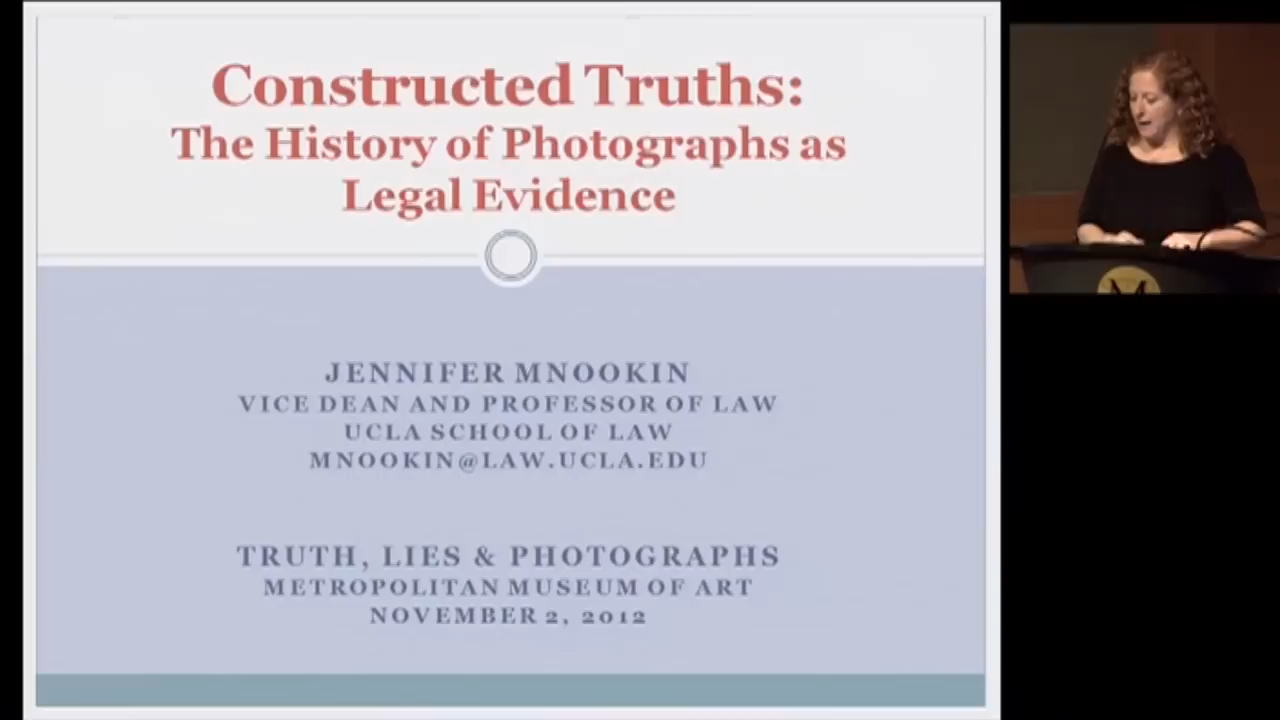 Constructed Truths:
The History of Photographs as
Legal Evidence
JENNIFER MNOOKIN
VICE DEAN AND PROFESSOR OF LAW
UCLA SCHOOL OF LAW
MNOOKIN@LAW.UCLA.EDU
TRUTH, LIES & PHOTOGRAPHS
METROPOLITAN MUSEUM OF ART
NOVEMBER 2, 2012